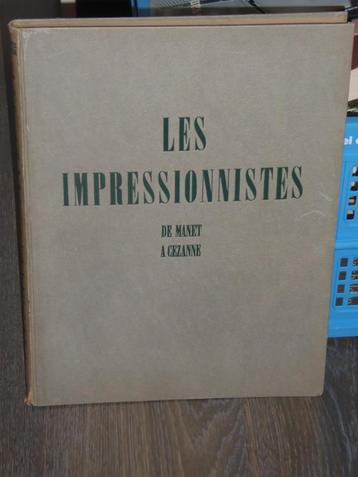 LES
IMPRESSIONNISTES
DE MANET
A CEZANNE